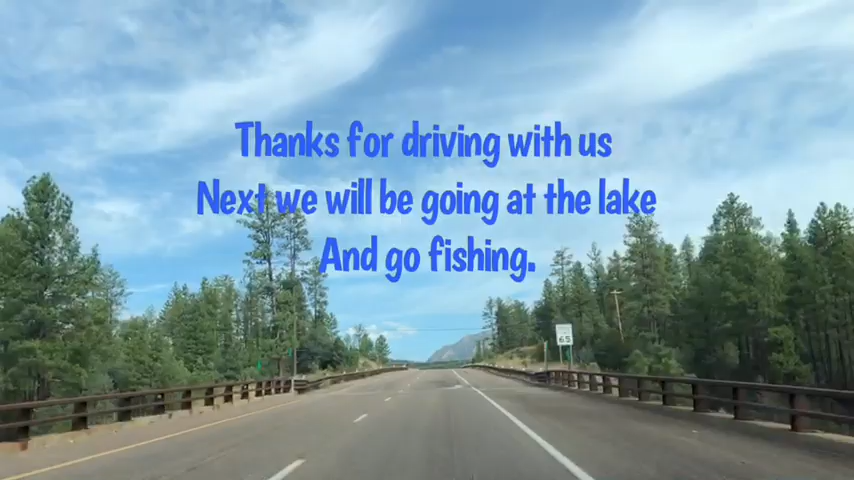 Thanks for driving with us
Next we will be going at the lake
And go fishing.
65